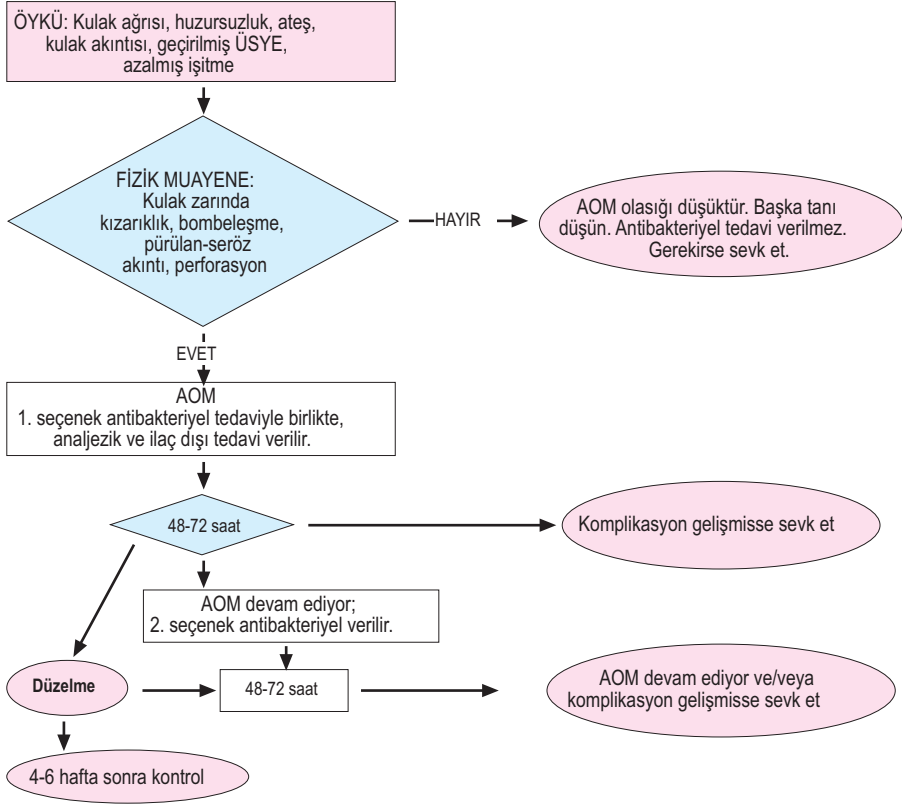 ÖYKÜ: Kulak ağrısı, huzursuzluk, ateş,
kulak akıntısı, geçirilmiş ÜSYE,
azalmış işitme
FİZİK MUAYENE:
Kulak zarında
kızarıklık, bombeleşme,
pürülan-seröz
akıntı, perforasyon
HAYIR
AOM olasığı düşüktür. Başka tanı
düşün. Antibakteriyel tedavi verilmez.
Gerekirse sevk et.
EVET
AOM
1. seçenek antibakteriyel tedaviyle birlikte,
analjezik ve ilaç dışı tedavi verilir.
48-72 saat
Komplikasyon gelişmisse sevk et
AOM devam ediyor;
2. seçenek antibakteriyel verilir.
Düzelme
48-72 saat
AOM devam ediyor ve/veya
komplikasyon gelişmisse sevk et
4-6 hafta sonra kontrol